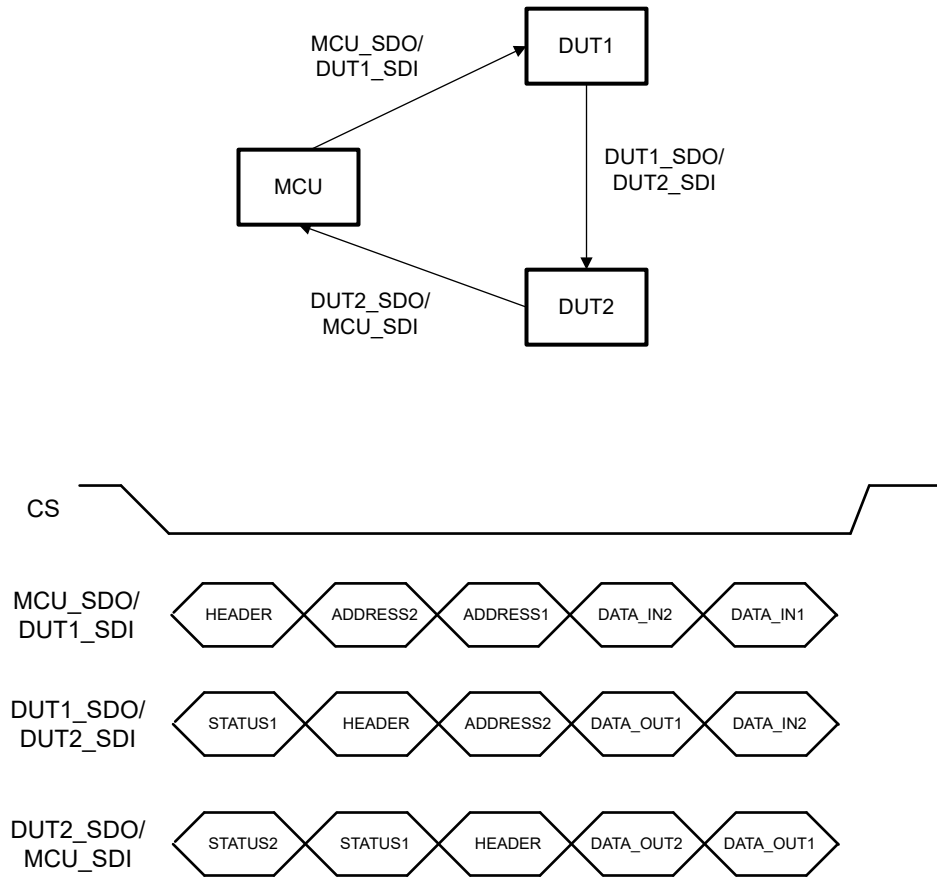 DUT1
MCU_SDO/
DUT1_SDI
DUT1_SDO/
DUT2_SDI
MCU
DUT2_SDO/
MCU_SDI
DUT2
CS
MCU_SDO/
DUT1_SDI
HEADER
ADDRESS2
ADDRESS1
DATA_IN2
DATA_IN1
DUT1_SDO/
DUT2_SDI
STATUS1
HEADER
ADDRESS2
DATA_OUT1
DATA_IN2
DUT2_SDO/
MCU_SDI
STATUS2
STATUS1
HEADER
DATA_OUT2
DATA_OUT1